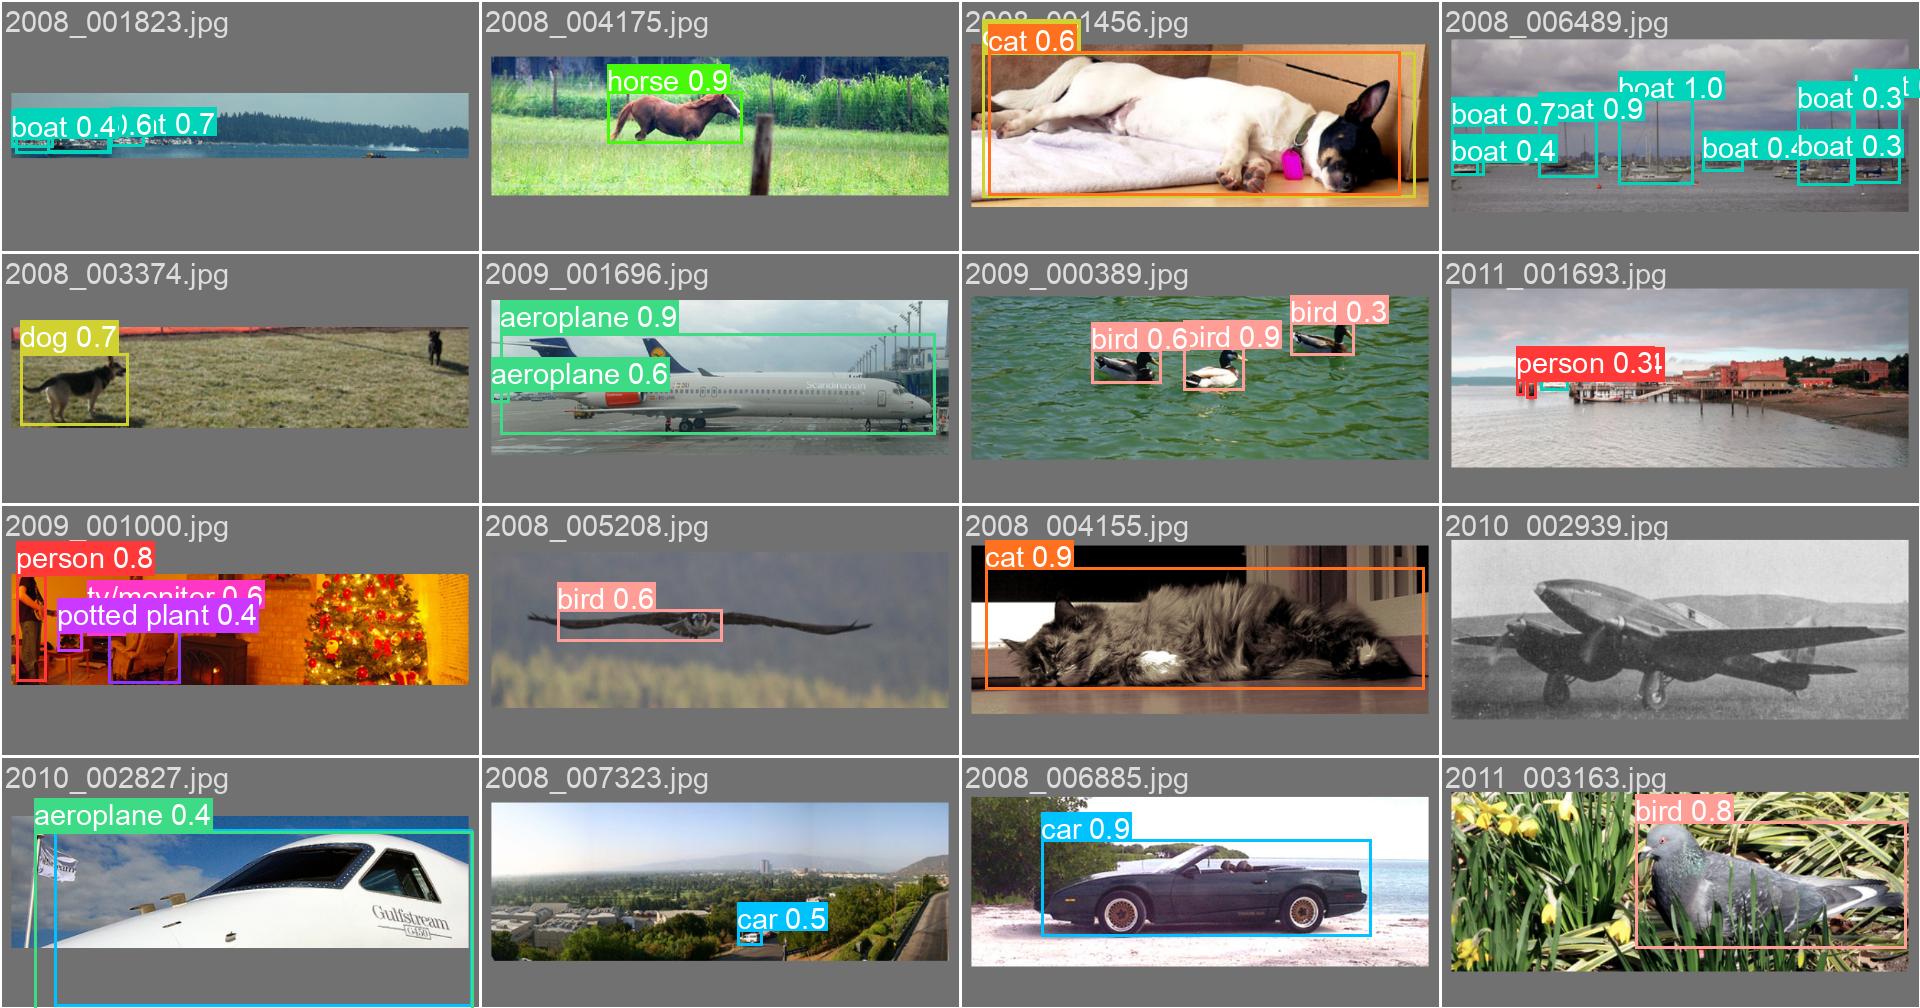 2008_001823.jpg
boat 0.4
0.6
t 0.7
2008_004175.jpg
horse 0.9
2008_001456.jpg
cat 0.6
2008_006489.jpg
boat 0.7
boat 0.9
boat 1.0
boat 0.3
boat
boat 0.4
boat 0.4
boat 0.3
2008_003374.jpg
dog 0.7
2009_001696.jpg
aeroplane 0.9
aeroplane 0.6
Scandinavian
2009_000389.jpg
bird 0.6
bird 0.9
bird 0.3
2011_001693.jpg
person 0.3
2009_001000.jpg
person 0.8
tv/monitor 0.6
potted plant 0.4
2008_005208.jpg
bird 0.6
2008_004155.jpg
cat 0.9
2010_002939.jpg
2010_002827.jpg
aeroplane 0.4
Gulfstream
G450
2008_007323.jpg
car 0.5
2008_006885.jpg
car 0.9
2011_003163.jpg
bird 0.8